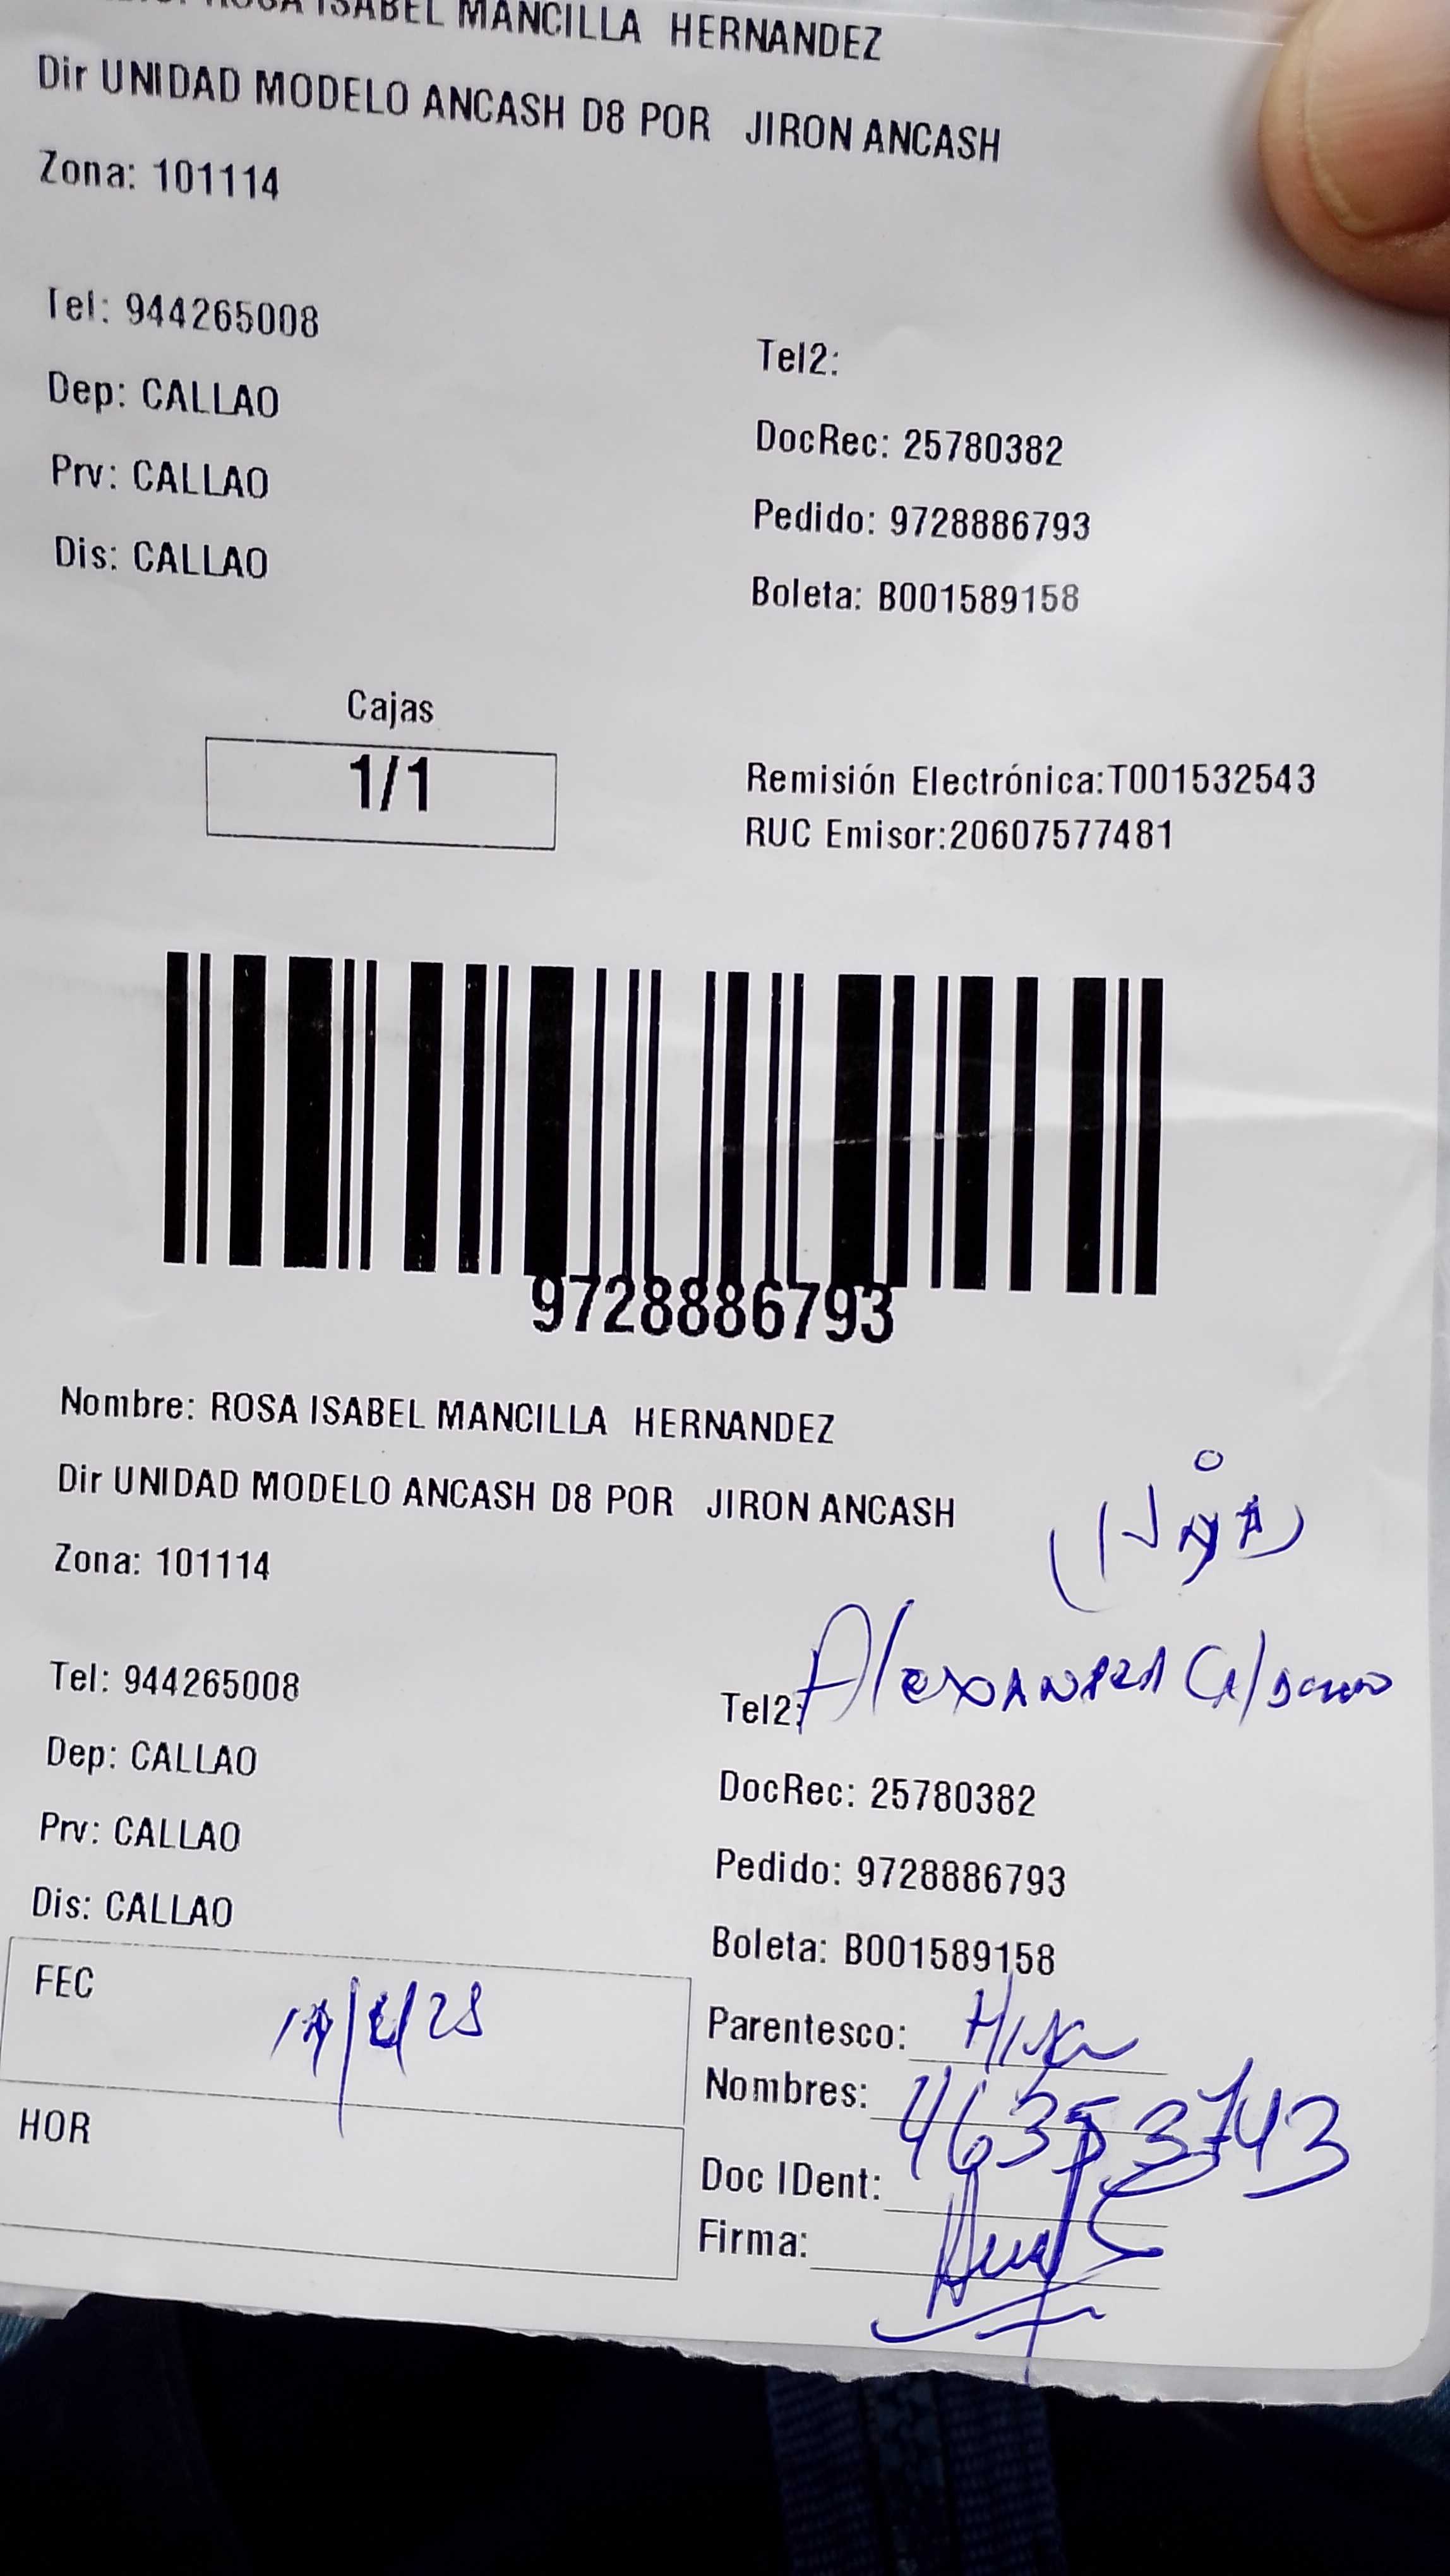 ROSA ISABEL MANCILLA HERNANDEZ
Dir UNIDAD MODELO ANCASH D8 POR JIRON ANCASH
Zona: 101114
Tel: 944265008
Tel2:
Dep: CALLAO
DocRec: 25780382
Prv: CALLAO
Pedido: 9728886793
Dis: CALLAO
Boleta: B001589158
Cajas
1/1
Remisión Electrónica:T001532543
RUC Emisor:20607577481
9728886793
Nombre: ROSA ISABEL MANCILLA HERNANDEZ
Dir UNIDAD MODELO ANCASH D8 POR JIRON ANCASH
Zona: 101114
Tel: 944265008
Tel2:
Dep: CALLAO
DocRec: 25780382
Prv: CALLAO
Pedido: 9728886793
Dis: CALLAO
Boleta: B001589158
FEC
Parentesco:
Nombres: 46353743
HOR
Doc IDent:
Firma: